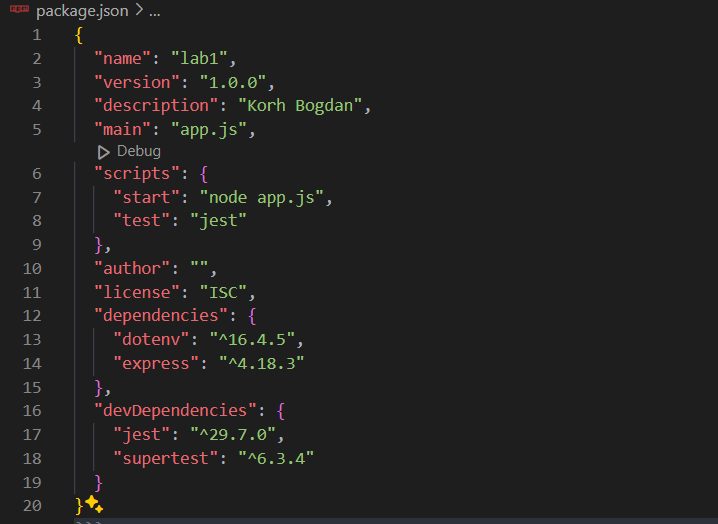 npm package.json > ...
1 {
2 "name": "lab1",
3 "version": "1.0.0",
4 "description": "Korh Bogdan",
5 "main": "app.js",
Debug
6 "scripts": {
7 "start": "node app.js",
8 "test": "jest"
9 },
10 "author": "",
11 "license": "ISC",
12 "dependencies": {
13 "dotenv": "^16.4.5",
14 "express": "^4.18.3"
15 },
16 "devDependencies": {
17 "jest": "^29.7.0",
18 "supertest": "^6.3.4"
19 }
20 }